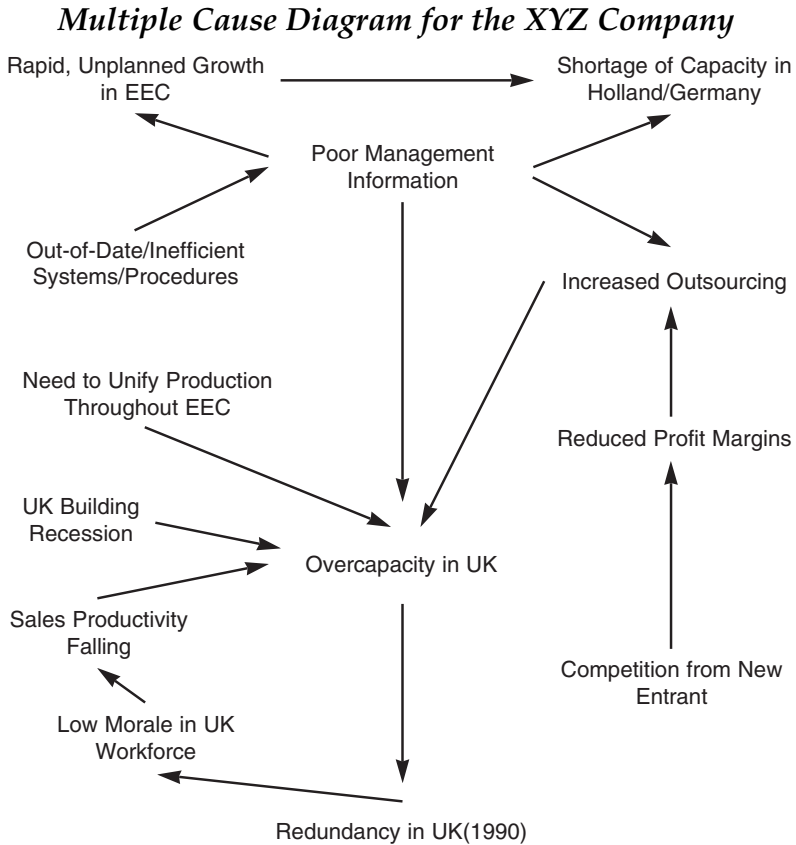 Multiple Cause Diagram for the XYZ Company
Rapid, Unplanned Growth
in EEC
Shortage of Capacity in
Holland/Germany
Poor Management
Information
Out-of-Date/Inefficient
Systems/Procedures
Increased Outsourcing
Need to Unify Production
Throughout EEC
Reduced Profit Margins
UK Building
Recession
Overcapacity in UK
Sales Productivity
Falling
Competition from New
Entrant
Low Morale in UK
Workforce
Redundancy in UK(1990)